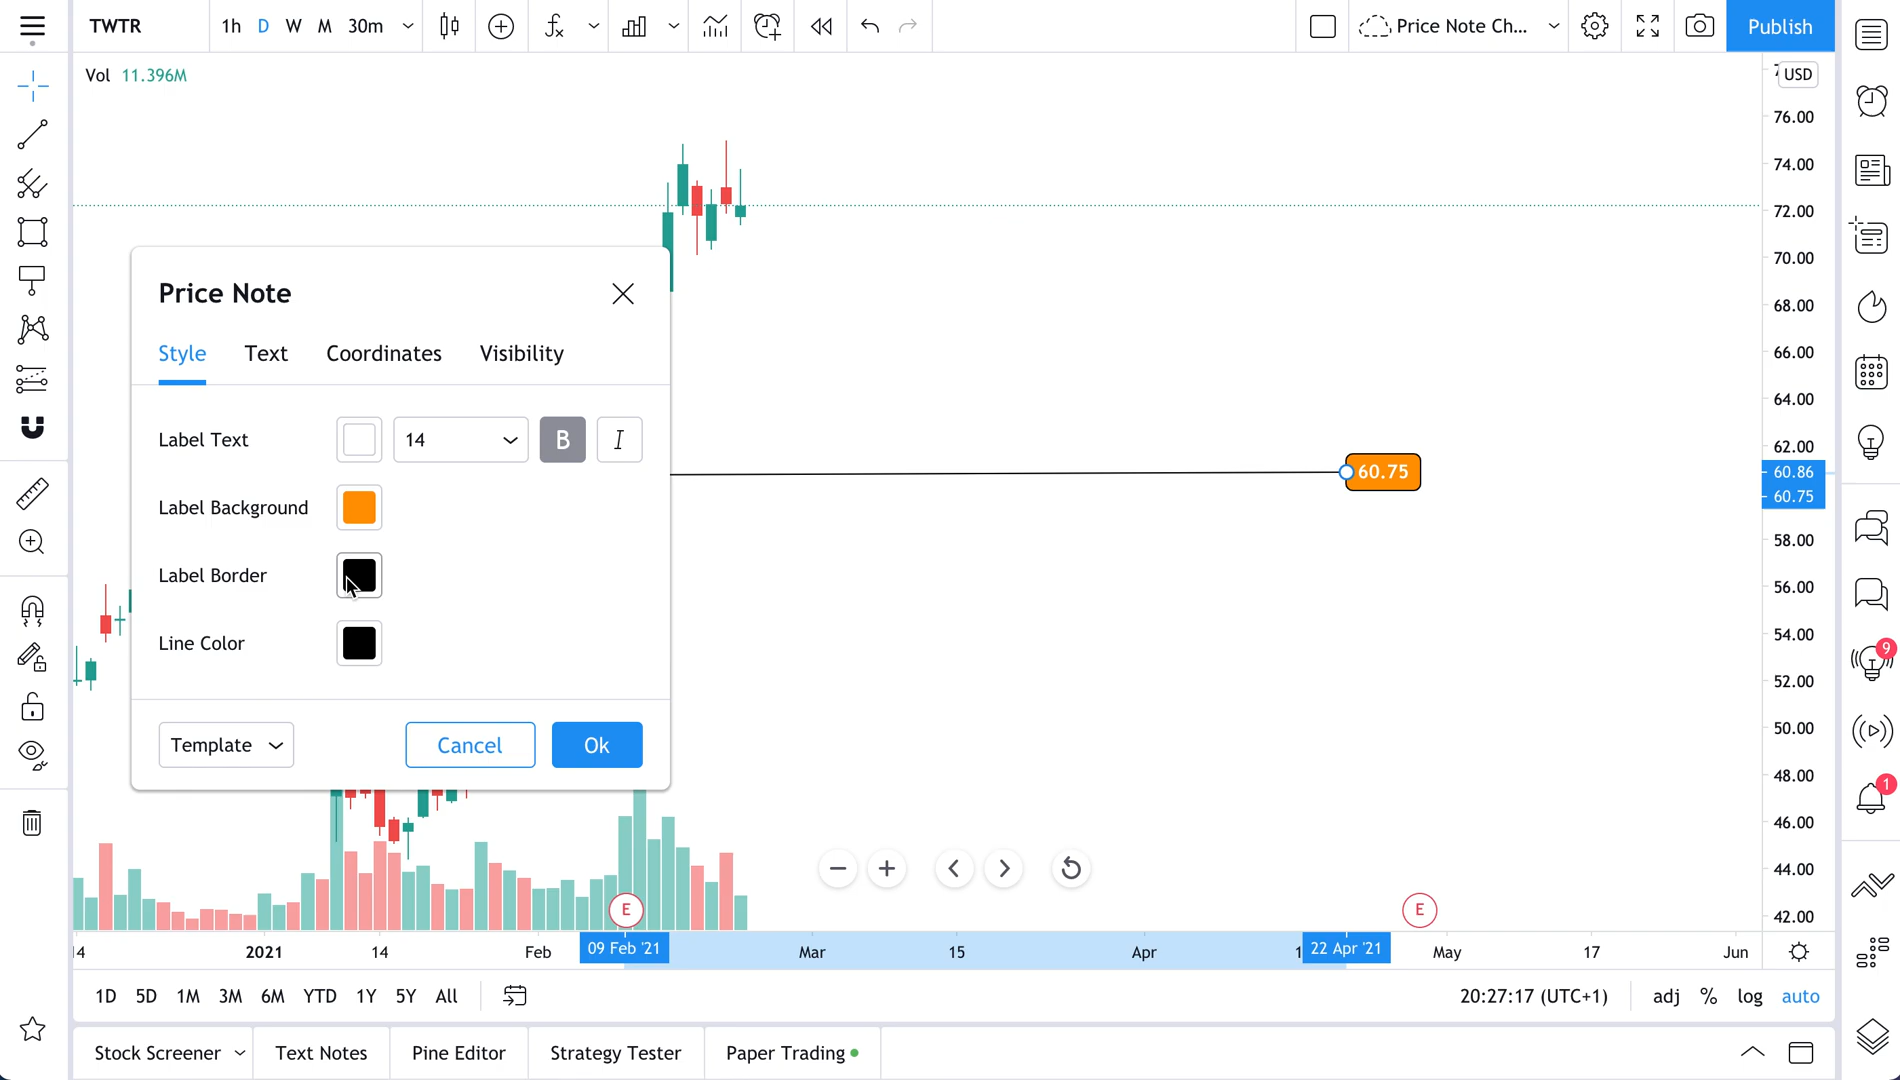 TWTR 1h D W M 30m Price Note Ch... Publish
Vol 11.396M
USD
76.00
74.00
72.00
70.00
68.00
66.00
64.00
62.00
60.86
60.75
58.00
56.00
54.00
52.00
50.00
48.00
46.00
44.00
42.00
Price Note
Style Text Coordinates Visibility
Label Text 14 B I
Label Background
Label Border
Line Color
Template Cancel Ok
60.75
9
1
E E
14 2021 14 Feb 09 Feb '21 Mar 15 Apr 1 22 Apr '21 May 17 Jun
1D 5D 1M 3M 6M YTD 1Y 5Y All 20:27:17 (UTC+1) adj % log auto
Stock Screener Text Notes Pine Editor Strategy Tester Paper Trading